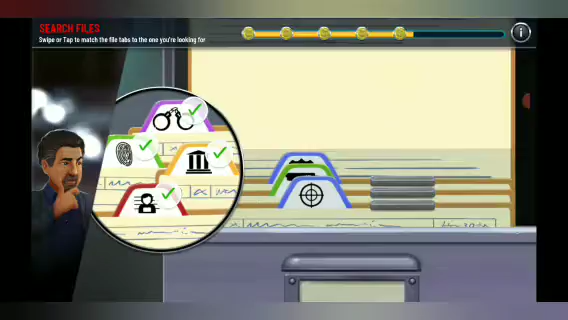 SEARCH FILES
Swipe or Tap to match the file tabs to the one you're looking for
i